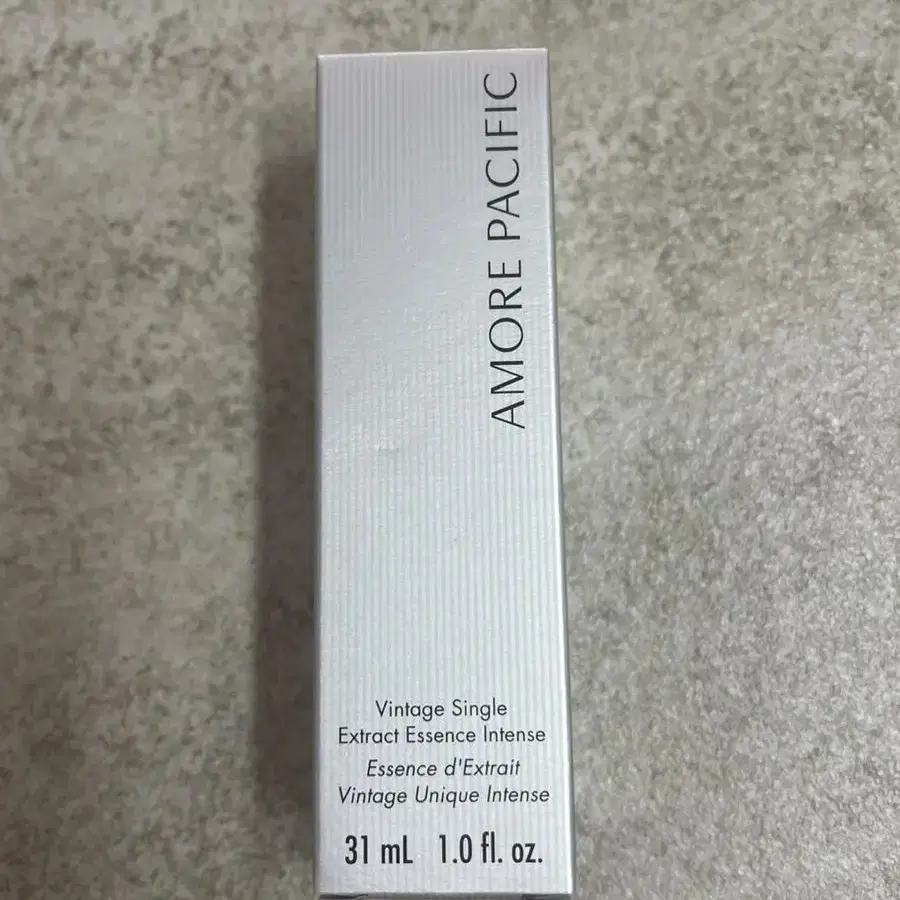 AMORE PACIFIC
Vintage Single
Extract Essence Intense
Essence d'Extrait
Vintage Unique Intense
31 mL 1.0 fl. oz.